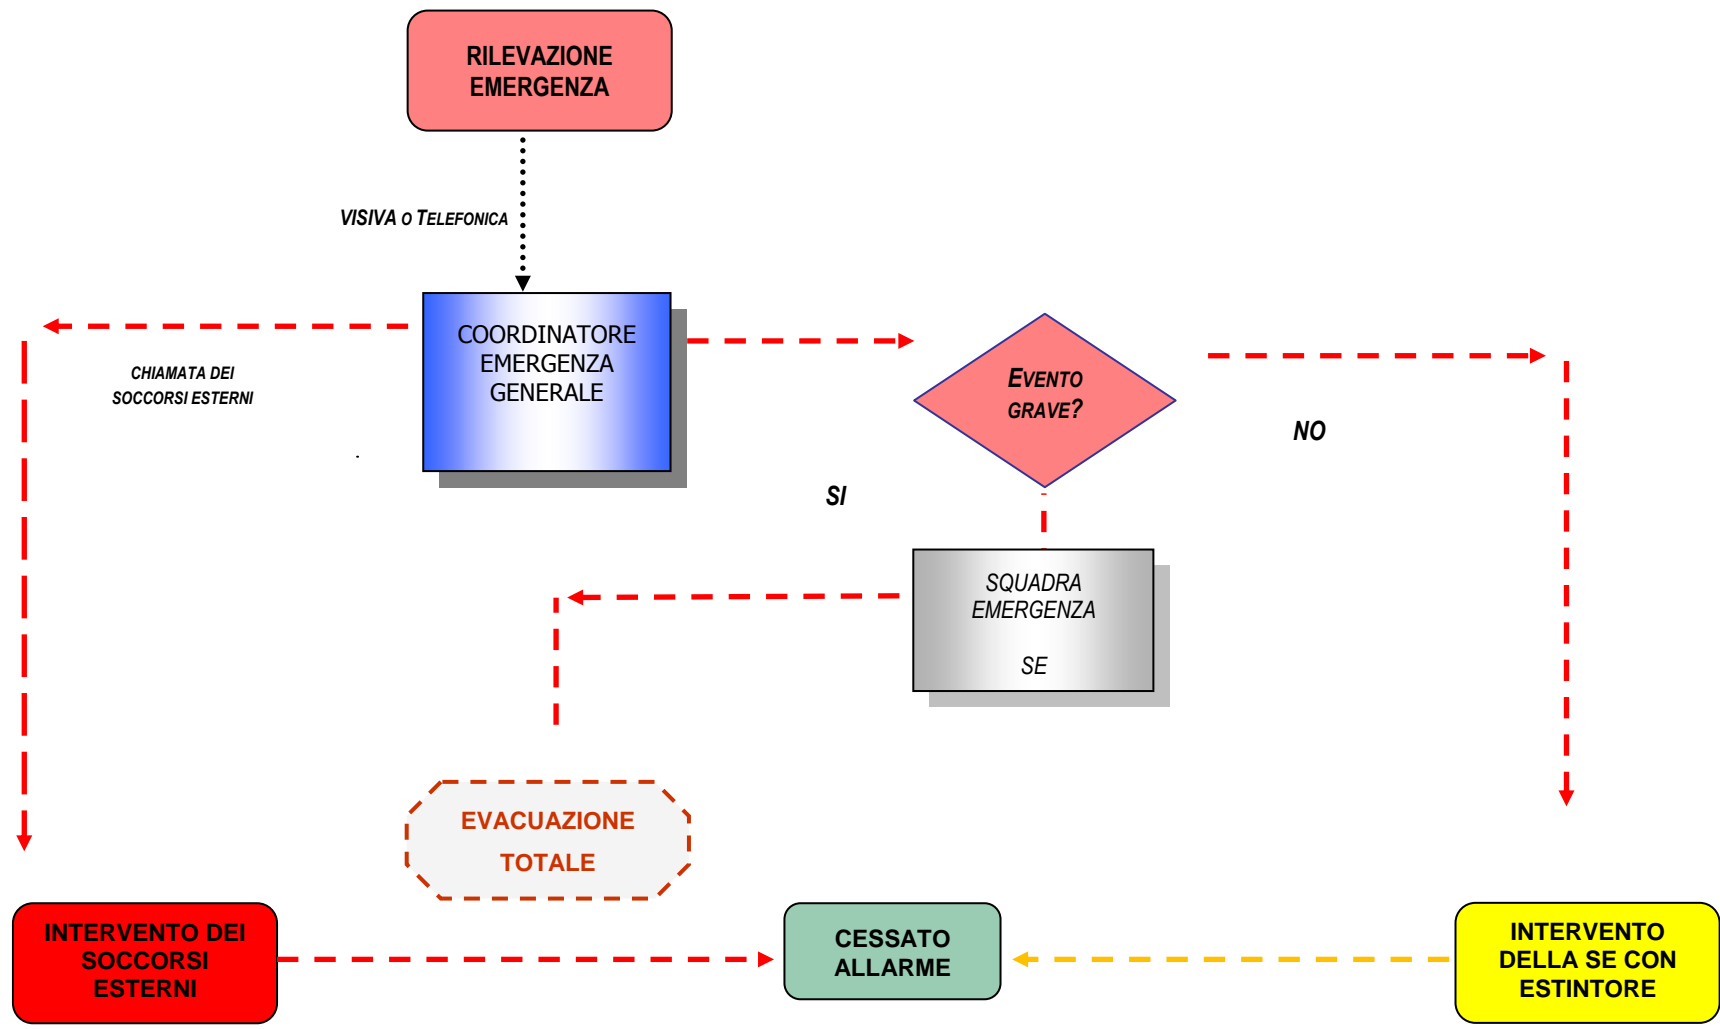 RILEVAZIONE
EMERGENZA
VISIVA O TELEFONICA
COORDINATORE
EMERGENZA
GENERALE
CHIAMATA DEI
SOCCORSI ESTERNI
.
EVENTO
GRAVE?
NO
SI
SQUADRA
EMERGENZA
SE
EVACUAZIONE
TOTALE
INTERVENTO DEI
SOCCORSI
ESTERNI
CESSATO
ALLARME
INTERVENTO
DELLA SE CON
ESTINTORE